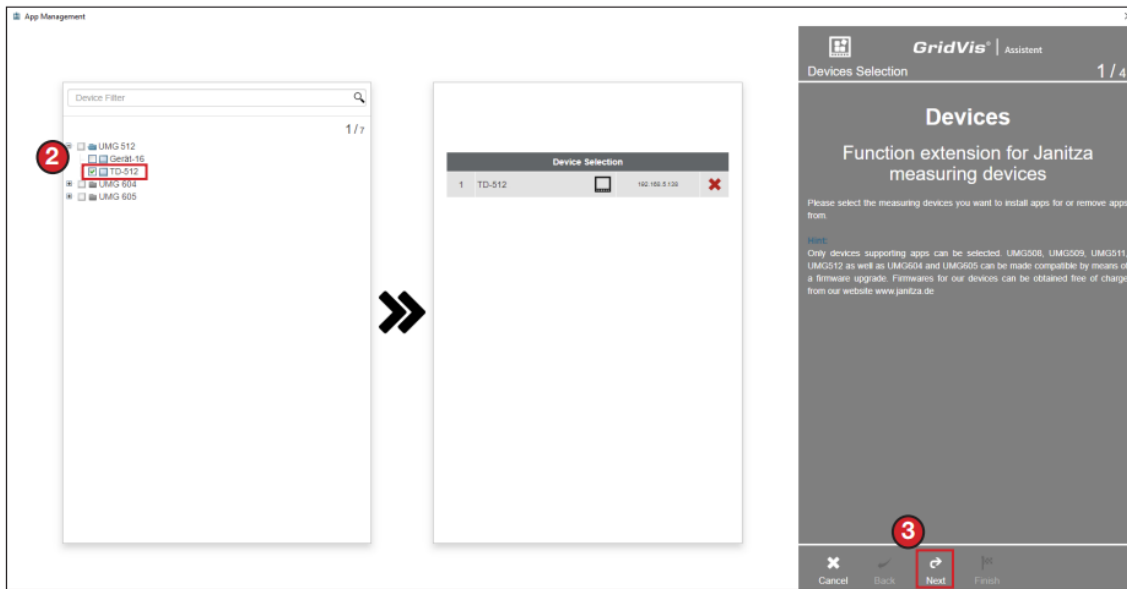 App Management
Device Filter
1/7
2
UMG 512
Gerät-16
TD-512
UMG 604
UMG 605
Device Selection
1 TD-512 192.168.5.139
GridVis® | Assistent
Devices Selection 1 / 4
Devices
Function extension for Janitza
measuring devices
Please select the measuring devices you want to install apps for or remove apps
from.
Hint:
Only devices supporting apps can be selected. UMG508, UMG509, UMG511,
UMG512 as well as UMG604 and UMG605 can be made compatible by means of
a firmware upgrade. Firmwares for our devices can be obtained free of charge
from our website www.janitza.de
3
Cancel Back Next Finish